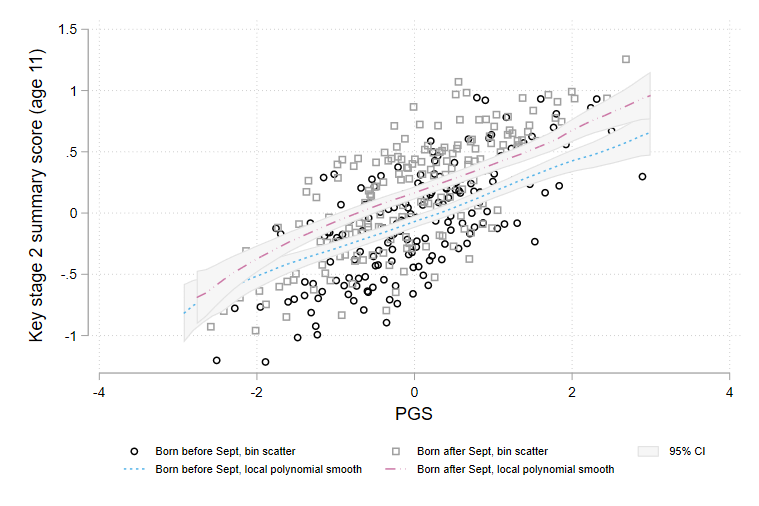 Key stage 2 summary score (age 11)
1.5
1
.5
0
-.5
-1
-4
-2
0
2
4
PGS
Born before Sept, bin scatter
Born after Sept, bin scatter
95% CI
Born before Sept, local polynomial smooth
Born after Sept, local polynomial smooth